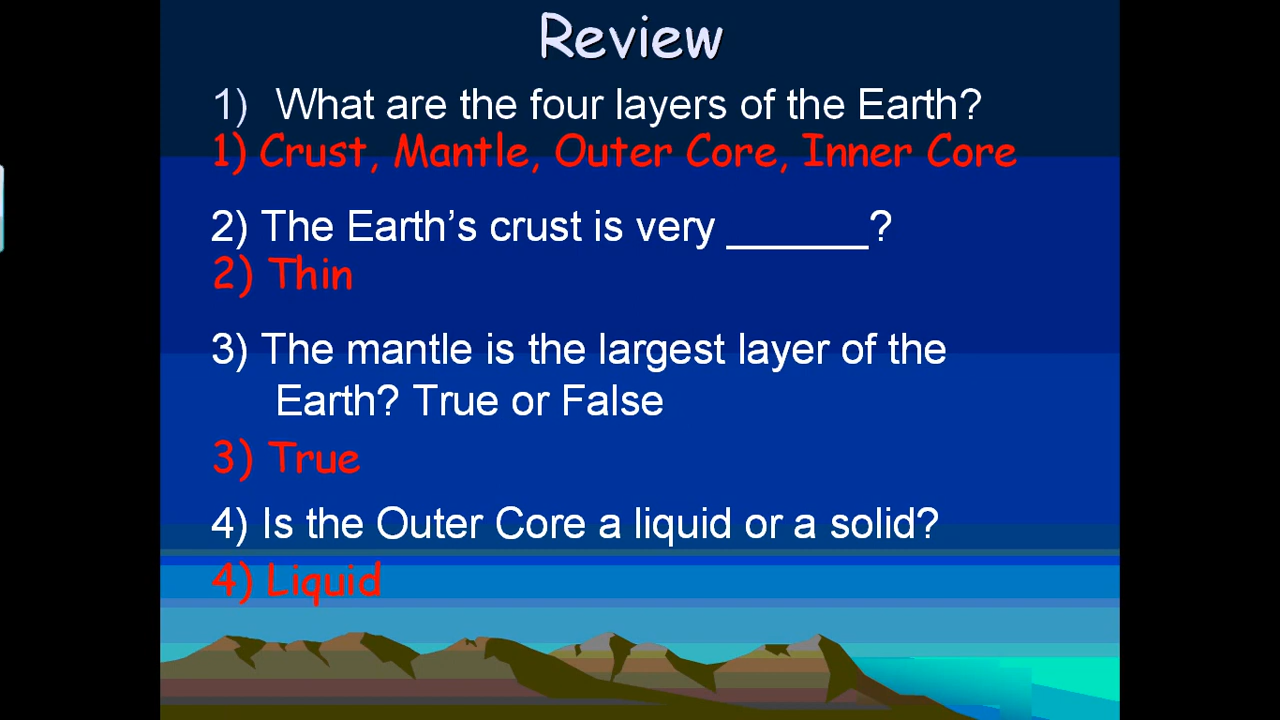 Review
1) What are the four layers of the Earth?
1) Crust, Mantle, Outer Core, Inner Core
2) The Earth’s crust is very ______?
2) Thin
3) The mantle is the largest layer of the
Earth? True or False
3) True
4) Is the Outer Core a liquid or a solid?
4) Liquid